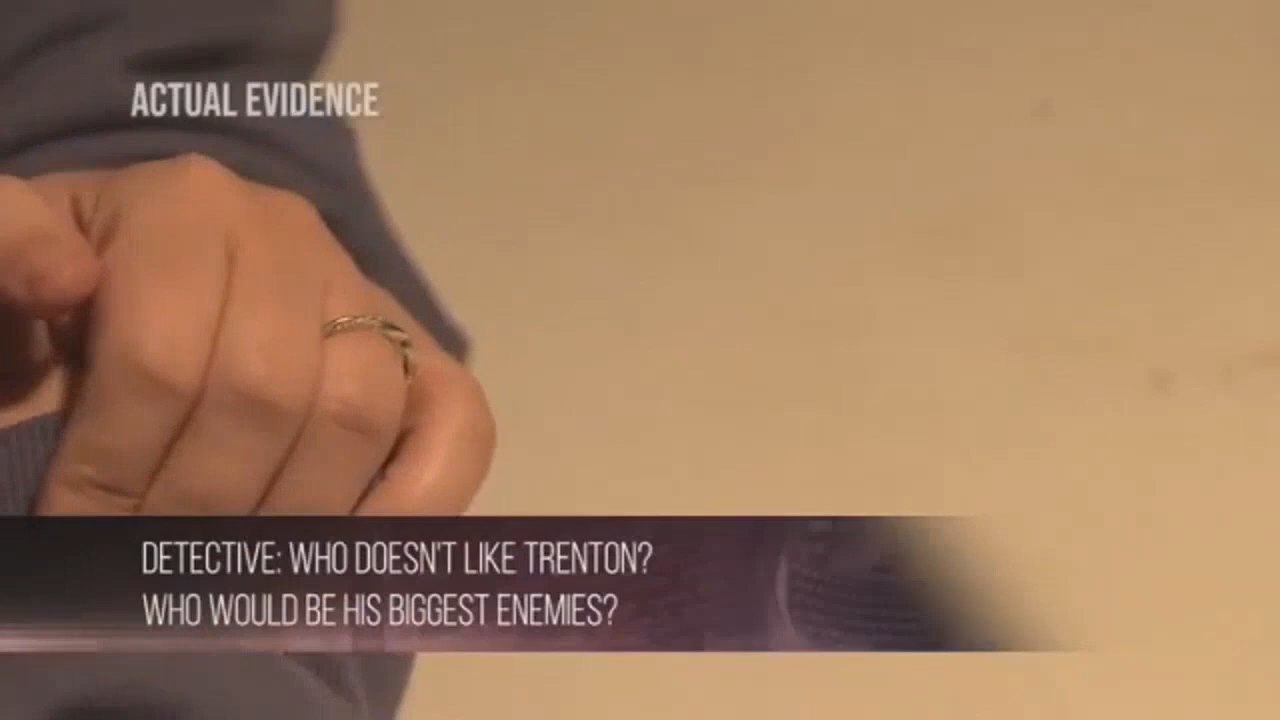 ACTUAL EVIDENCE
DETECTIVE: WHO DOESN'T LIKE TRENTON?
WHO WOULD BE HIS BIGGEST ENEMIES?